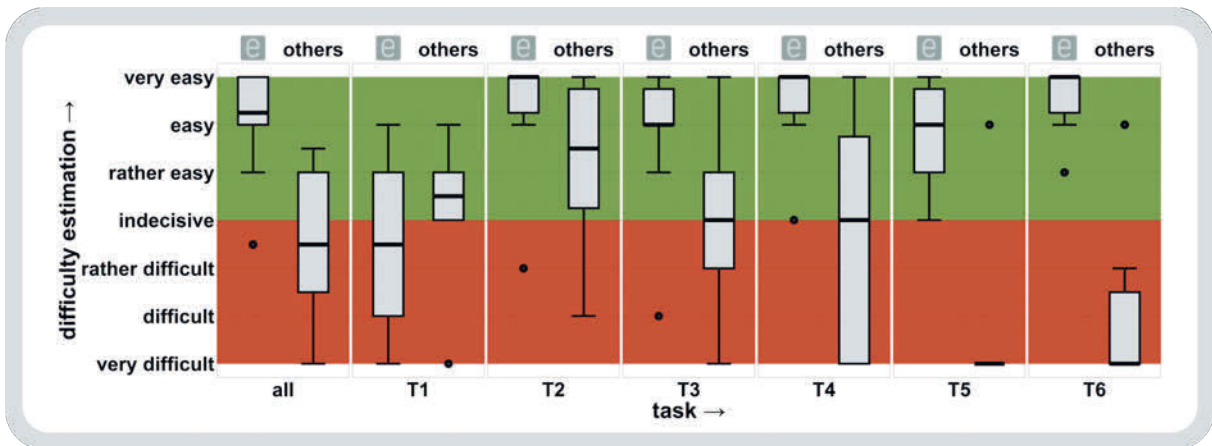 e others e others e others e others e others e others e others
very easy
easy
rather easy
indecisive
rather difficult
difficult
very difficult
difficulty estimation →
all T1 T2 T3 T4 T5 T6
task →